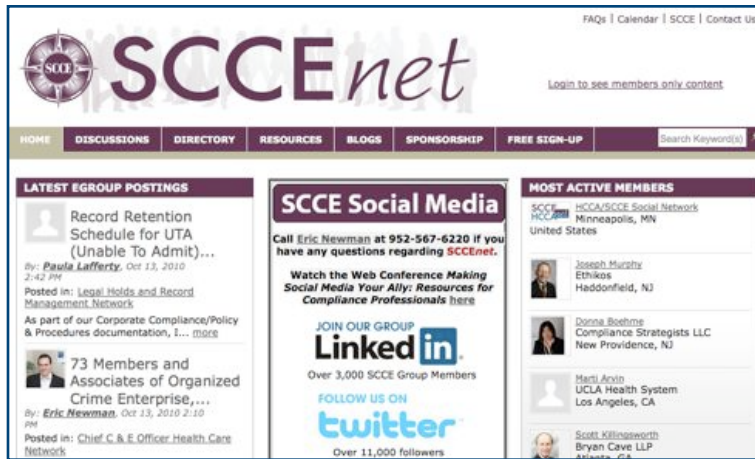 FAQs | Calendar | SCCE | Contact Us
SCCE
SCCEnet
Login to see members only content
HOME DISCUSSIONS DIRECTORY RESOURCES BLOGS SPONSORSHIP FREE SIGN-UP Search Keyword(s)
LATEST EGROUP POSTINGS
Record Retention
Schedule for UTA
(Unable To Admit)...
By: Paula Lafferty, Oct 13, 2010
2:42 PM
Posted in: Legal Holds and Record
Management Network
As part of our Corporate Compliance/Policy
& Procedures documentation, I... more
73 Members and
Associates of Organized
Crime Enterprise,...
By: Eric Newman, Oct 13, 2010 2:10
PM
Posted in: Chief C & E Officer Health Care
Network
SCCE Social Media
Call Eric Newman at 952-567-6220 if you
have any questions regarding SCCEnet.
Watch the Web Conference Making
Social Media Your Ally: Resources for
Compliance Professionals here
JOIN OUR GROUP
Linked in
Over 3,000 SCCE Group Members
FOLLOW US ON
twitter
Over 11,000 followers
MOST ACTIVE MEMBERS
SCCE
HCCA
HCCA/SCCE Social Network
Minneapolis, MN
United States
Joseph Murphy
Ethikos
Haddonfield, NJ
Donna Boehme
Compliance Strategists LLC
New Providence, NJ
Marti Arvin
UCLA Health System
Los Angeles, CA
Scott Killingsworth
Bryan Cave LLP
Atlanta, GA